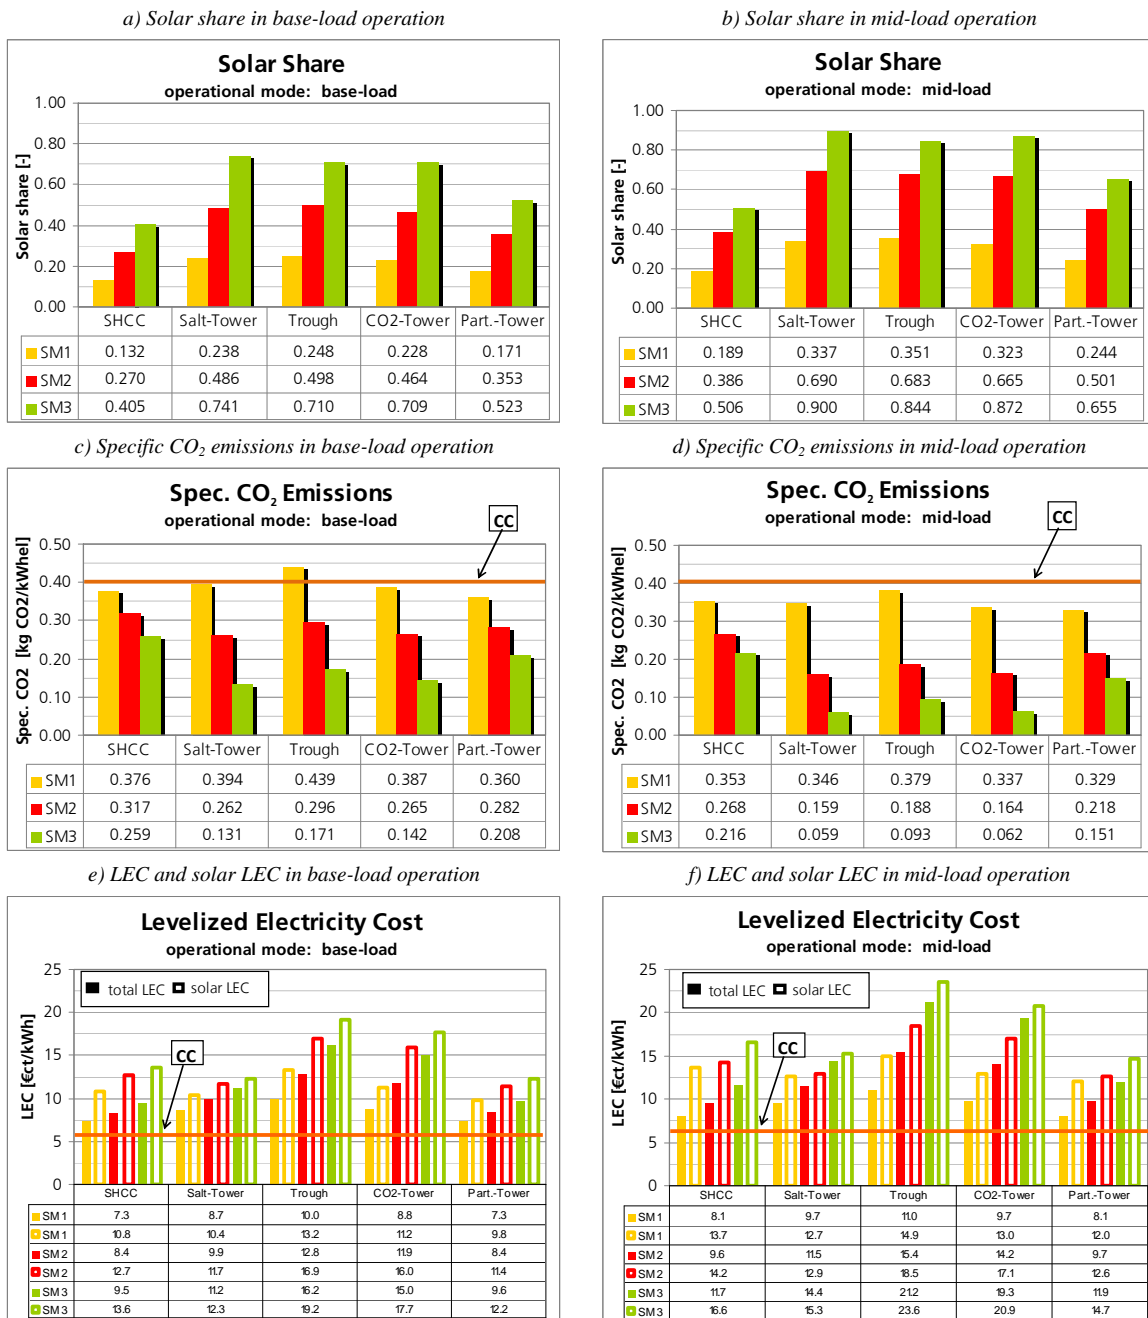 a) Solar share in base-load operation
Solar Share
operational mode: base-load
Solar share [-]
1.00
0.80
0.60
0.40
0.20
0.00
SHCC Salt-Tower Trough CO2-Tower Part.-Tower
SM1 0.132 0.238 0.248 0.228 0.171
SM2 0.270 0.486 0.498 0.464 0.353
SM3 0.405 0.741 0.710 0.709 0.523
b) Solar share in mid-load operation
Solar Share
operational mode: mid-load
Solar share [-]
1.00
0.80
0.60
0.40
0.20
0.00
SHCC Salt-Tower Trough CO2-Tower Part.-Tower
SM1 0.189 0.337 0.351 0.323 0.244
SM2 0.386 0.690 0.683 0.665 0.501
SM3 0.506 0.900 0.844 0.872 0.655
c) Specific CO₂ emissions in base-load operation
Spec. CO₂ Emissions
operational mode: base-load
CC
Spec. CO2 [kg CO2/kWhel]
0.50
0.40
0.30
0.20
0.10
0.00
SHCC Salt-Tower Trough CO2-Tower Part.-Tower
SM1 0.376 0.394 0.439 0.387 0.360
SM2 0.317 0.262 0.296 0.265 0.282
SM3 0.259 0.131 0.171 0.142 0.208
d) Specific CO₂ emissions in mid-load operation
Spec. CO₂ Emissions
operational mode: mid-load
CC
Spec. CO2 [kg CO2/kWhel]
0.50
0.40
0.30
0.20
0.10
0.00
SHCC Salt-Tower Trough CO2-Tower Part.-Tower
SM1 0.353 0.346 0.379 0.337 0.329
SM2 0.268 0.159 0.188 0.164 0.218
SM3 0.216 0.059 0.093 0.062 0.151
e) LEC and solar LEC in base-load operation
Levelized Electricity Cost
operational mode: base-load
total LEC solar LEC
CC
LEC [€ct/kWh]
25
20
15
10
5
0
SHCC Salt-Tower Trough CO2-Tower Part.-Tower
SM1 7.3 8.7 10.0 8.8 7.3
SM1 10.8 10.4 13.2 11.2 9.8
SM2 8.4 9.9 12.8 11.9 8.4
SM2 12.7 11.7 16.9 16.0 11.4
SM3 9.5 11.2 16.2 15.0 9.6
SM3 13.6 12.3 19.2 17.7 12.2
f) LEC and solar LEC in mid-load operation
Levelized Electricity Cost
operational mode: mid-load
total LEC solar LEC
CC
LEC [€ct/kWh]
25
20
15
10
5
0
SHCC Salt-Tower Trough CO2-Tower Part.-Tower
SM1 8.1 9.7 11.0 9.7 8.1
SM1 13.7 12.7 14.9 13.0 12.0
SM2 9.6 11.5 15.4 14.2 9.7
SM2 14.2 12.9 18.5 17.1 12.6
SM3 11.7 14.4 21.2 19.3 11.9
SM3 16.6 15.3 23.6 20.9 14.7